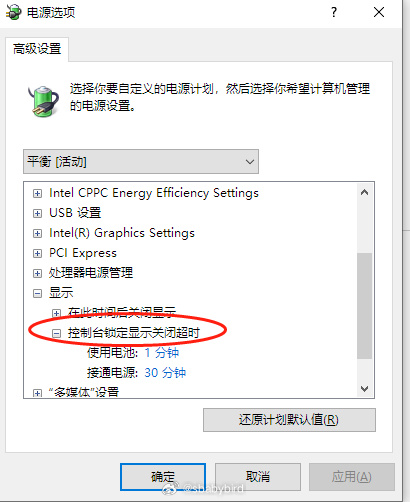 电源选项
高级设置
选择你要自定义的电源计划，然后选择你希望计算机管理
的电源设置。
平衡 [活动]
Intel CPPC Energy Efficiency Settings
USB 设置
Intel(R) Graphics Settings
PCI Express
处理器电源管理
显示
在此时间后关闭显示
控制台锁定显示关闭超时
使用电池: 1 分钟
接通电源: 30 分钟
"多媒体"设置
还原计划默认值(R)
确定
取消
应用(A)